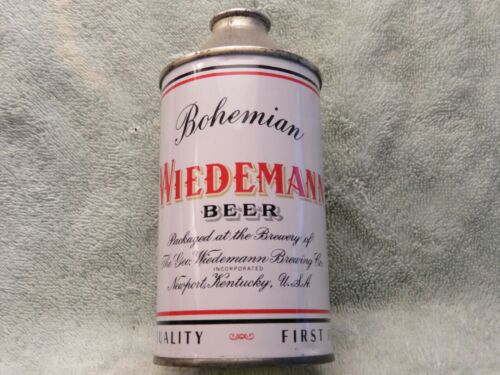 Bohemian
WIEDEMANN
BEER
Packaged at the Brewery of
The Geo. Wiedemann Brewing Co.
INCORPORATED
Newport, Kentucky, U.S.A.
QUALITY FIRST